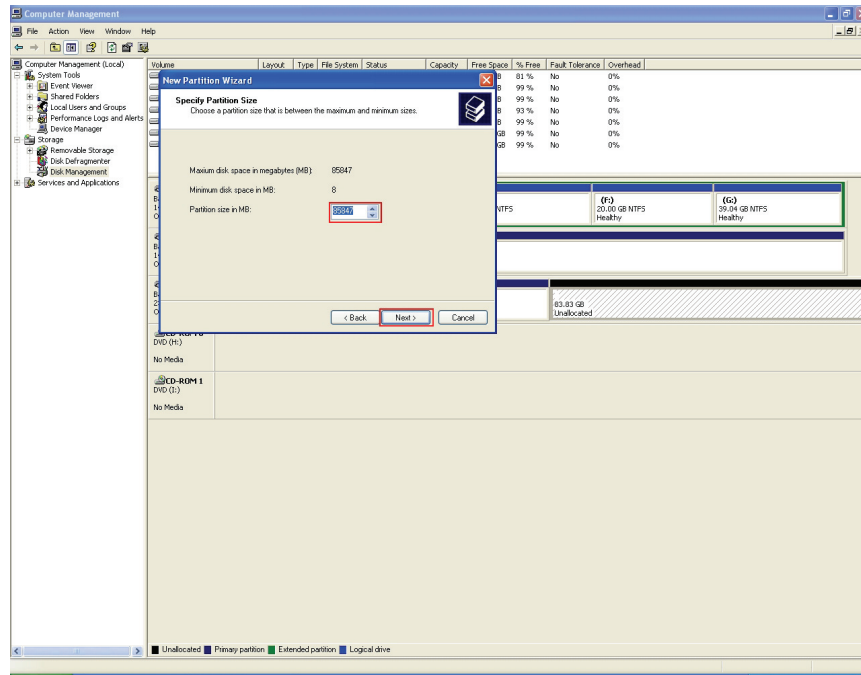 Computer Management
File Action View Window Help
Computer Management (Local)
System Tools
Event Viewer
Shared Folders
Local Users and Groups
Performance Logs and Alerts
Device Manager
Storage
Removable Storage
Disk Defragmenter
Disk Management
Services and Applications
Volume Layout Type File System Status Capacity Free Space % Free Fault Tolerance Overhead
B 81 % No 0%
B 99 % No 0%
B 99 % No 0%
B 93 % No 0%
B 99 % No 0%
GB 99 % No 0%
GB 99 % No 0%
New Partition Wizard
Specify Partition Size
Choose a partition size that is between the maximum and minimum sizes.
Maxium disk space in megabytes (MB): 85847
Minimum disk space in MB: 8
Partition size in MB: 85847
< Back Next > Cancel
NTFS
(F:)
20.00 GB NTFS
Healthy
(G:)
39.04 GB NTFS
Healthy
83.83 GB
Unallocated
DVD (H:)
No Media
CD-ROM 1
DVD (I:)
No Media
Unallocated Primary partition Extended partition Logical drive